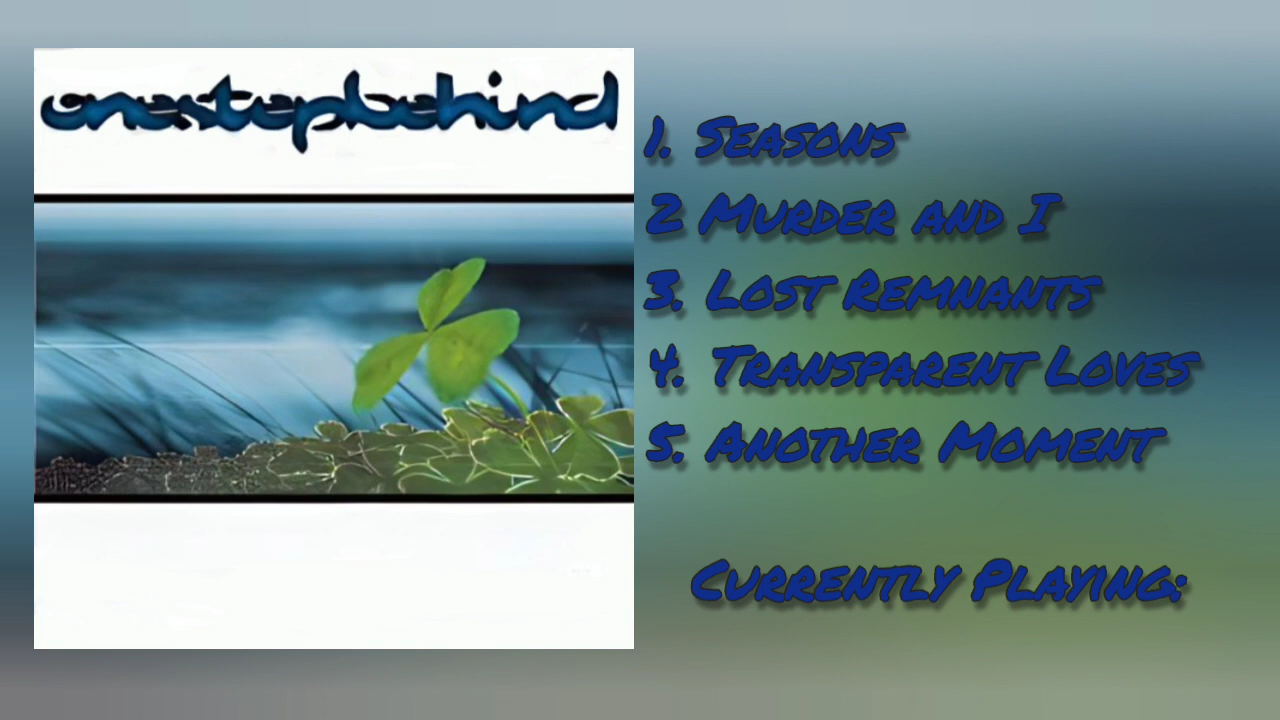 onestepbehind
1. Seasons
2 Murder and I
3. Lost Remnants
4. Transparent Loves
5. Another Moment
Currently Playing: